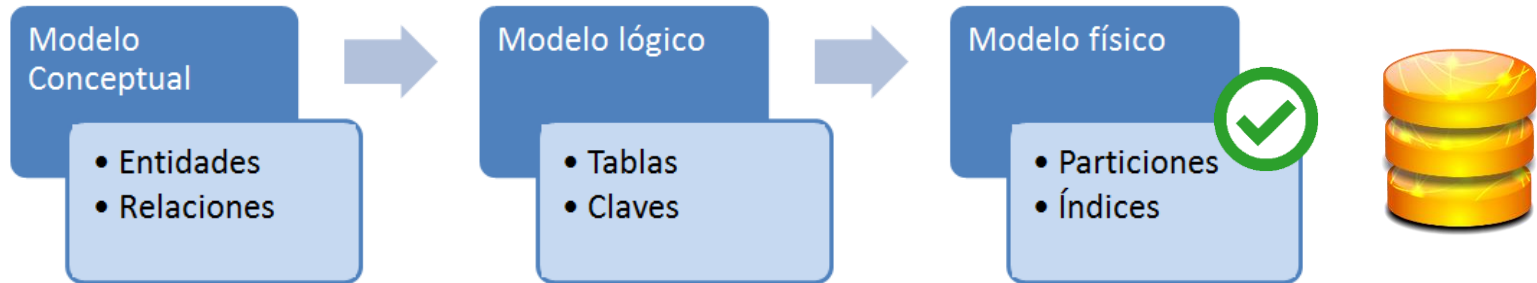 Modelo
Conceptual
• Entidades
• Relaciones
Modelo lógico
• Tablas
• Claves
Modelo físico
• Particiones
• Índices